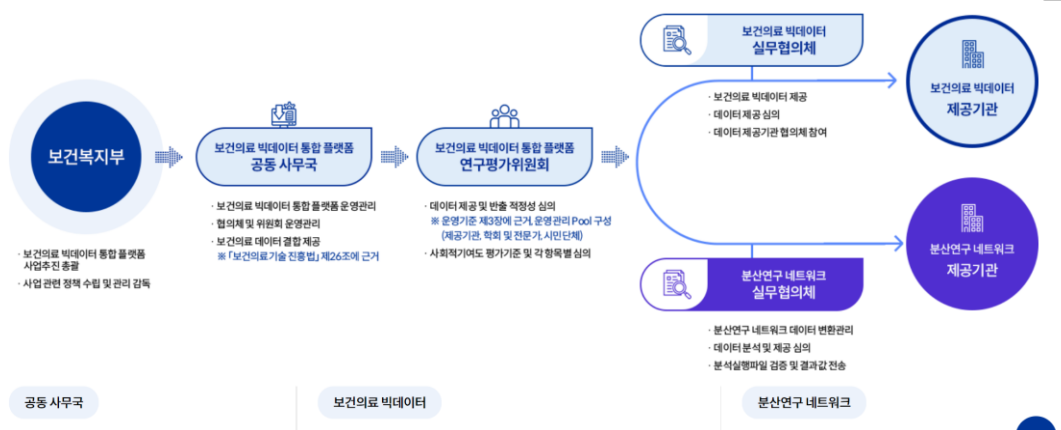 보건복지부
· 보건의료 빅데이터 통합 플랫폼
사업추진 총괄
· 사업 관련 정책 수립 및 관리 감독
보건의료 빅데이터 통합 플랫폼
공동 사무국
· 보건의료 빅데이터 통합 플랫폼 운영관리
· 협의체 및 위원회 운영관리
· 보건의료 데이터 결합 제공
※ 「보건의료기술 진흥법」 제26조에 근거
보건의료 빅데이터 통합 플랫폼
연구평가위원회
· 데이터 제공 및 반출 적정성 심의
※ 운영기준 제3장에 근거, 운영관리 Pool 구성
(제공기관, 학회 및 전문가, 시민단체)
· 사회적기여도 평가기준 및 각 항목별 심의
보건의료 빅데이터
실무협의체
· 보건의료 빅데이터 제공
· 데이터 제공 심의
· 데이터 제공기관 협의체 참여
보건의료 빅데이터
제공기관
분산연구 네트워크
실무협의체
· 분산연구 네트워크 데이터 변환관리
· 데이터 분석 및 제공 심의
· 분석실행파일 검증 및 결과값 전송
분산연구 네트워크
제공기관
공동 사무국
보건의료 빅테이터
분산연구 네트워크